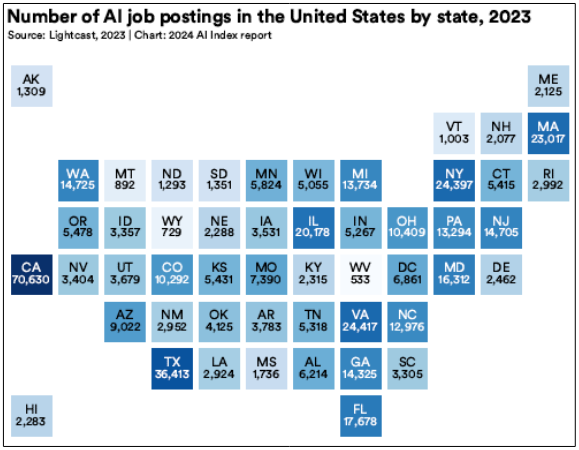 Number of AI job postings in the United States by state, 2023
Source: Lightcast, 2023 | Chart: 2024 AI Index report
AK
1,309
ME
2,125
VT
1,003
NH
2,077
MA
23,017
WA
14,725
MT
892
ND
1,293
SD
1,351
MN
5,824
WI
5,055
MI
13,734
NY
24,397
CT
5,415
RI
2,992
OR
5,478
ID
3,357
WY
729
NE
2,288
IA
3,531
IL
20,178
IN
5,267
OH
10,409
PA
13,294
NJ
14,705
CA
70,630
NV
3,404
UT
3,679
CO
10,292
KS
5,431
MO
7,390
KY
2,315
WV
533
DC
6,861
MD
16,312
DE
2,462
AZ
9,022
NM
2,952
OK
4,125
AR
3,783
TN
5,318
VA
24,417
NC
12,976
TX
36,413
LA
2,924
MS
1,736
AL
6,214
GA
14,325
SC
3,305
HI
2,283
FL
17,678